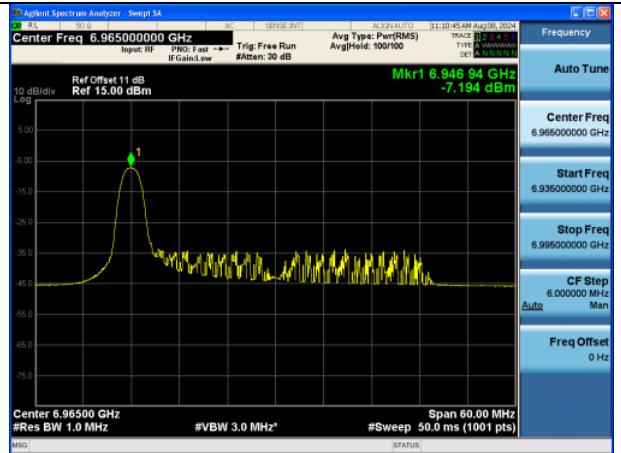 Agilent Spectrum Analyzer - Swept SA
RL 50 Ω AC SENSE:INT ALIGN AUTO 11:10:45 AM Aug 08, 2024
Center Freq 6.965000000 GHz
Input: RF PNO: Fast Trig: Free Run Avg Type: Pwr(RMS) TRACE 1 2 3 4 5 6
IFGain:Low #Atten: 30 dB Avg|Hold: 100/100 TYPE
DET A N N N N N
Frequency
Auto Tune
Ref Offset 11 dB
10 dB/div Ref 15.00 dBm
Log
Mkr1 6.946 94 GHz
-7.194 dBm
5.00
-5.00
-15.0
-25.0
-35.0
-45.0
-55.0
-65.0
-75.0
1
Center Freq
6.965000000 GHz
Start Freq
6.935000000 GHz
Stop Freq
6.995000000 GHz
CF Step
6.000000 MHz
Auto Man
Freq Offset
0 Hz
Center 6.96500 GHz Span 60.00 MHz
#Res BW 1.0 MHz #VBW 3.0 MHz* #Sweep 50.0 ms (1001 pts)
MSG STATUS